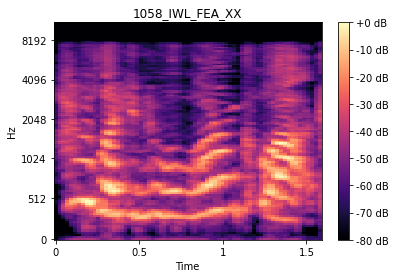 1058_IWL_FEA_XX
+0 dB
8192
-10 dB
4096
-20 dB
-30 dB
2048
Hz
-40 dB
1024
-50 dB
512
-60 dB
-70 dB
0
-80 dB
0
0.5
1
1.5
Time